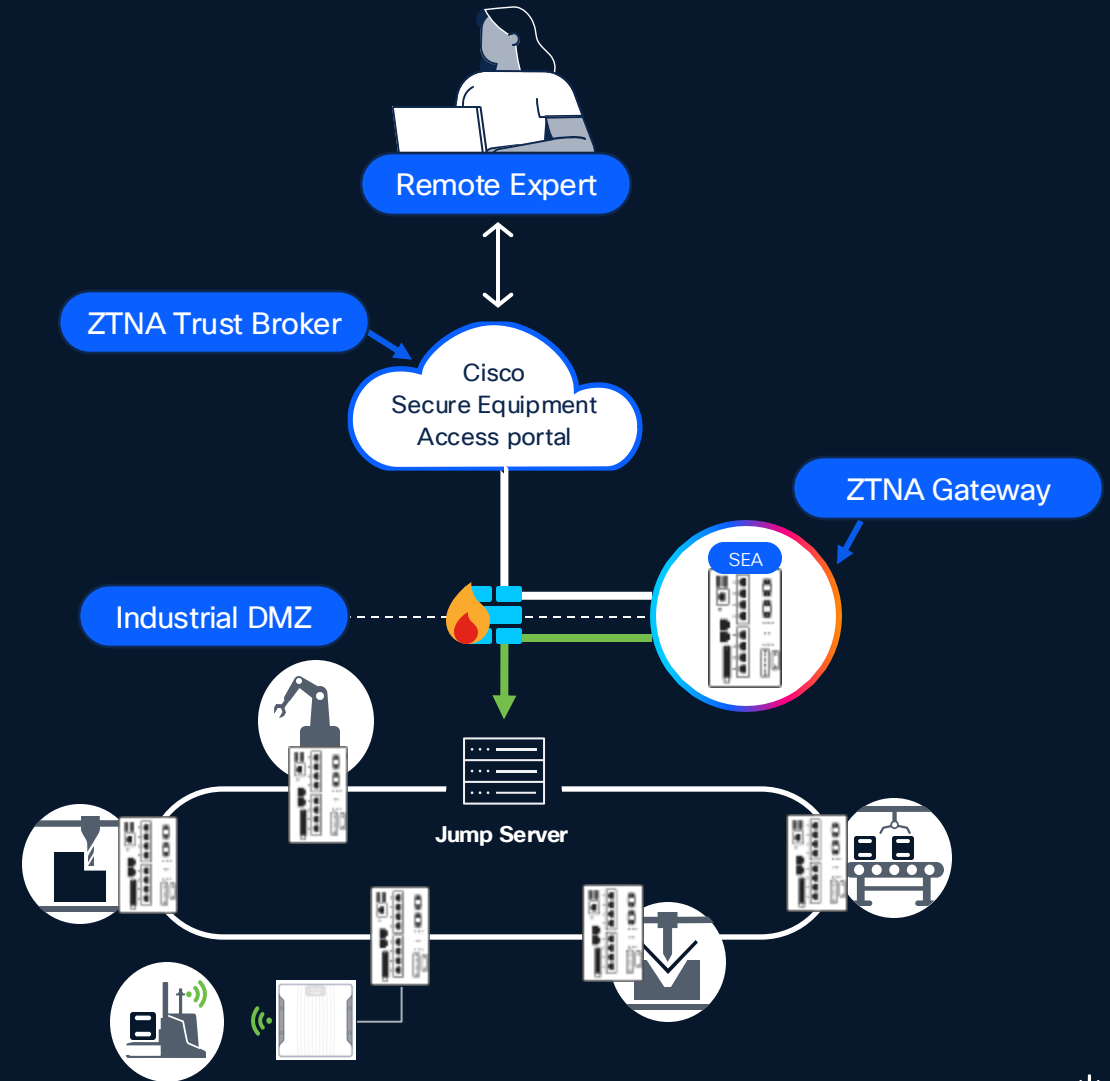 Remote Expert
ZTNA Trust Broker
Cisco
Secure Equipment
Access portal
ZTNA Gateway
SEA
Industrial DMZ
Jump Server